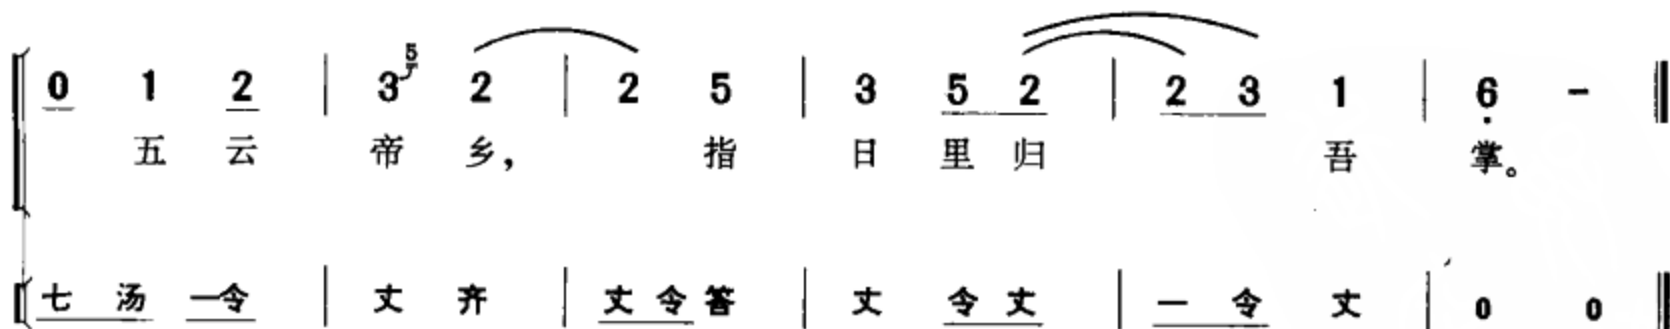 0 1 2 | 3 5 2 | 2 5 | 3 5 2 | 2 3 1 | 6 -
五 云 帝 乡， 指 日 里 归 吾 掌。
七 汤 一令 | 丈 齐 | 丈 令 答 | 丈 令 丈 | 一 令 丈 | 0 0